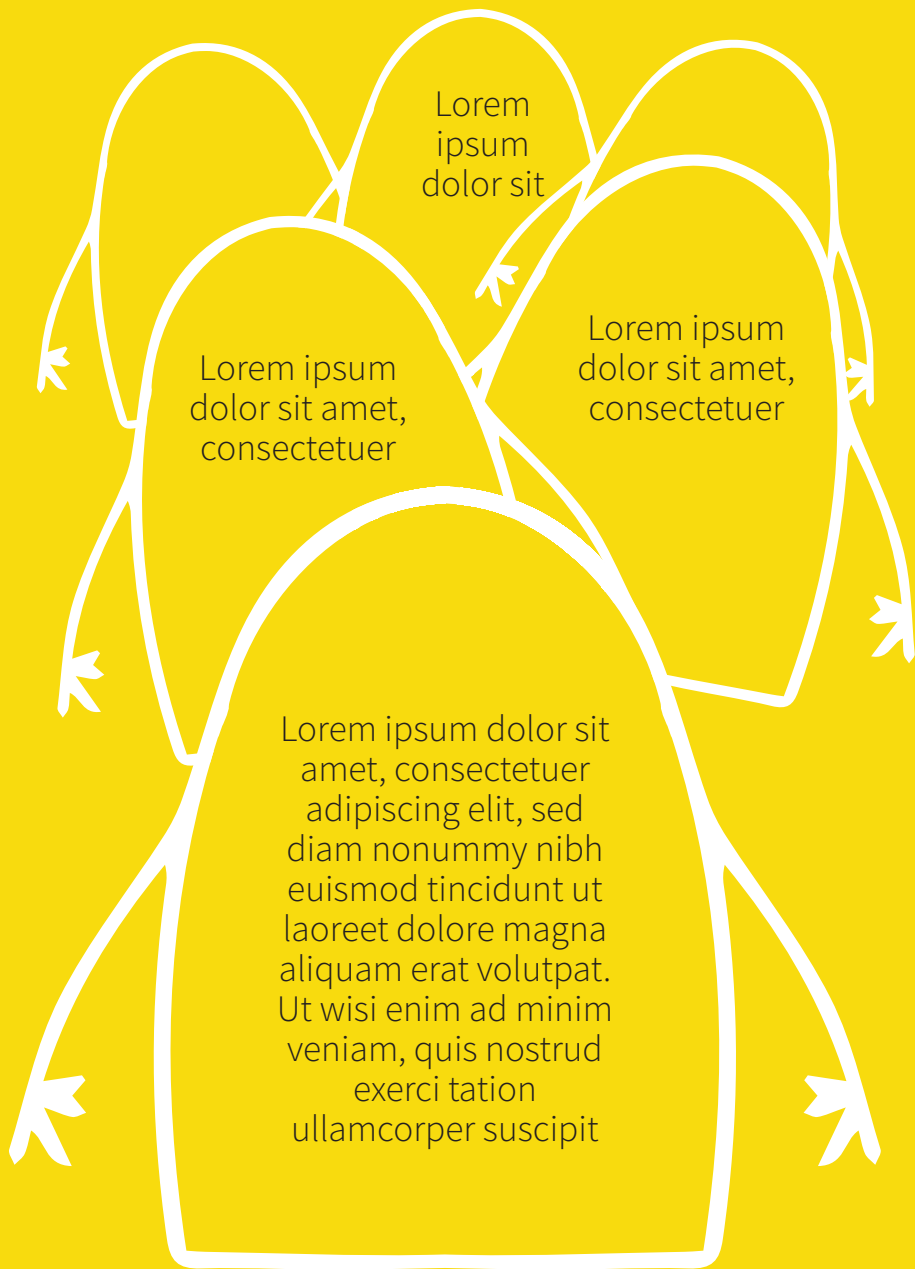 Lorem
ipsum
dolor sit
Lorem ipsum
dolor sit amet,
consectetuer
Lorem ipsum
dolor sit amet,
consectetuer
Lorem ipsum dolor sit
amet, consectetuer
adipiscing elit, sed
diam nonummy nibh
euismod tincidunt ut
laoreet dolore magna
aliquam erat volutpat.
Ut wisi enim ad minim
veniam, quis nostrud
exerci tation
ullamcorper suscipit